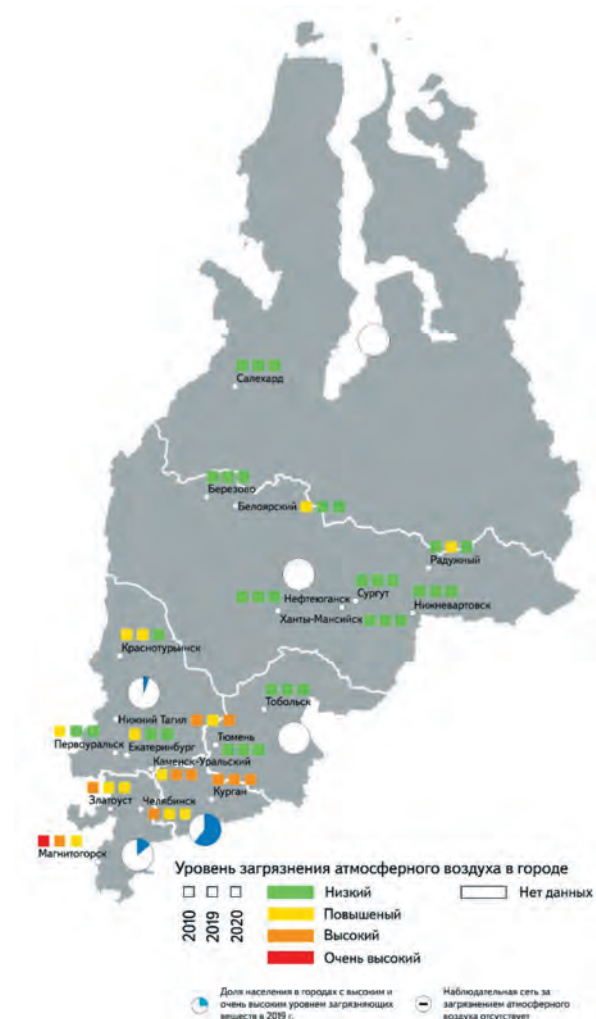 Салехард
Березово
Белоярский
Радужный
Нефтеюганск
Сургут
Ханты-Мансийск
Нижневартовск
Краснотурьинск
Тобольск
Нижний Тагил
Тюмень
Первоуральск
Екатеринбург
Каменск-Уральский
Златоуст
Челябинск
Курган
Магнитогорск
Уровень загрязнения атмосферного воздуха в городе
2010
2019
2020
Низкий
Нет данных
Повышеный
Высокий
Очень высокий
Доля населения в городах с высоким и
очень высоким уровнем загрязняющих
веществ в 2019 г.
Наблюдательная сеть за
загрязнением атмосферного
воздуха отсутствует